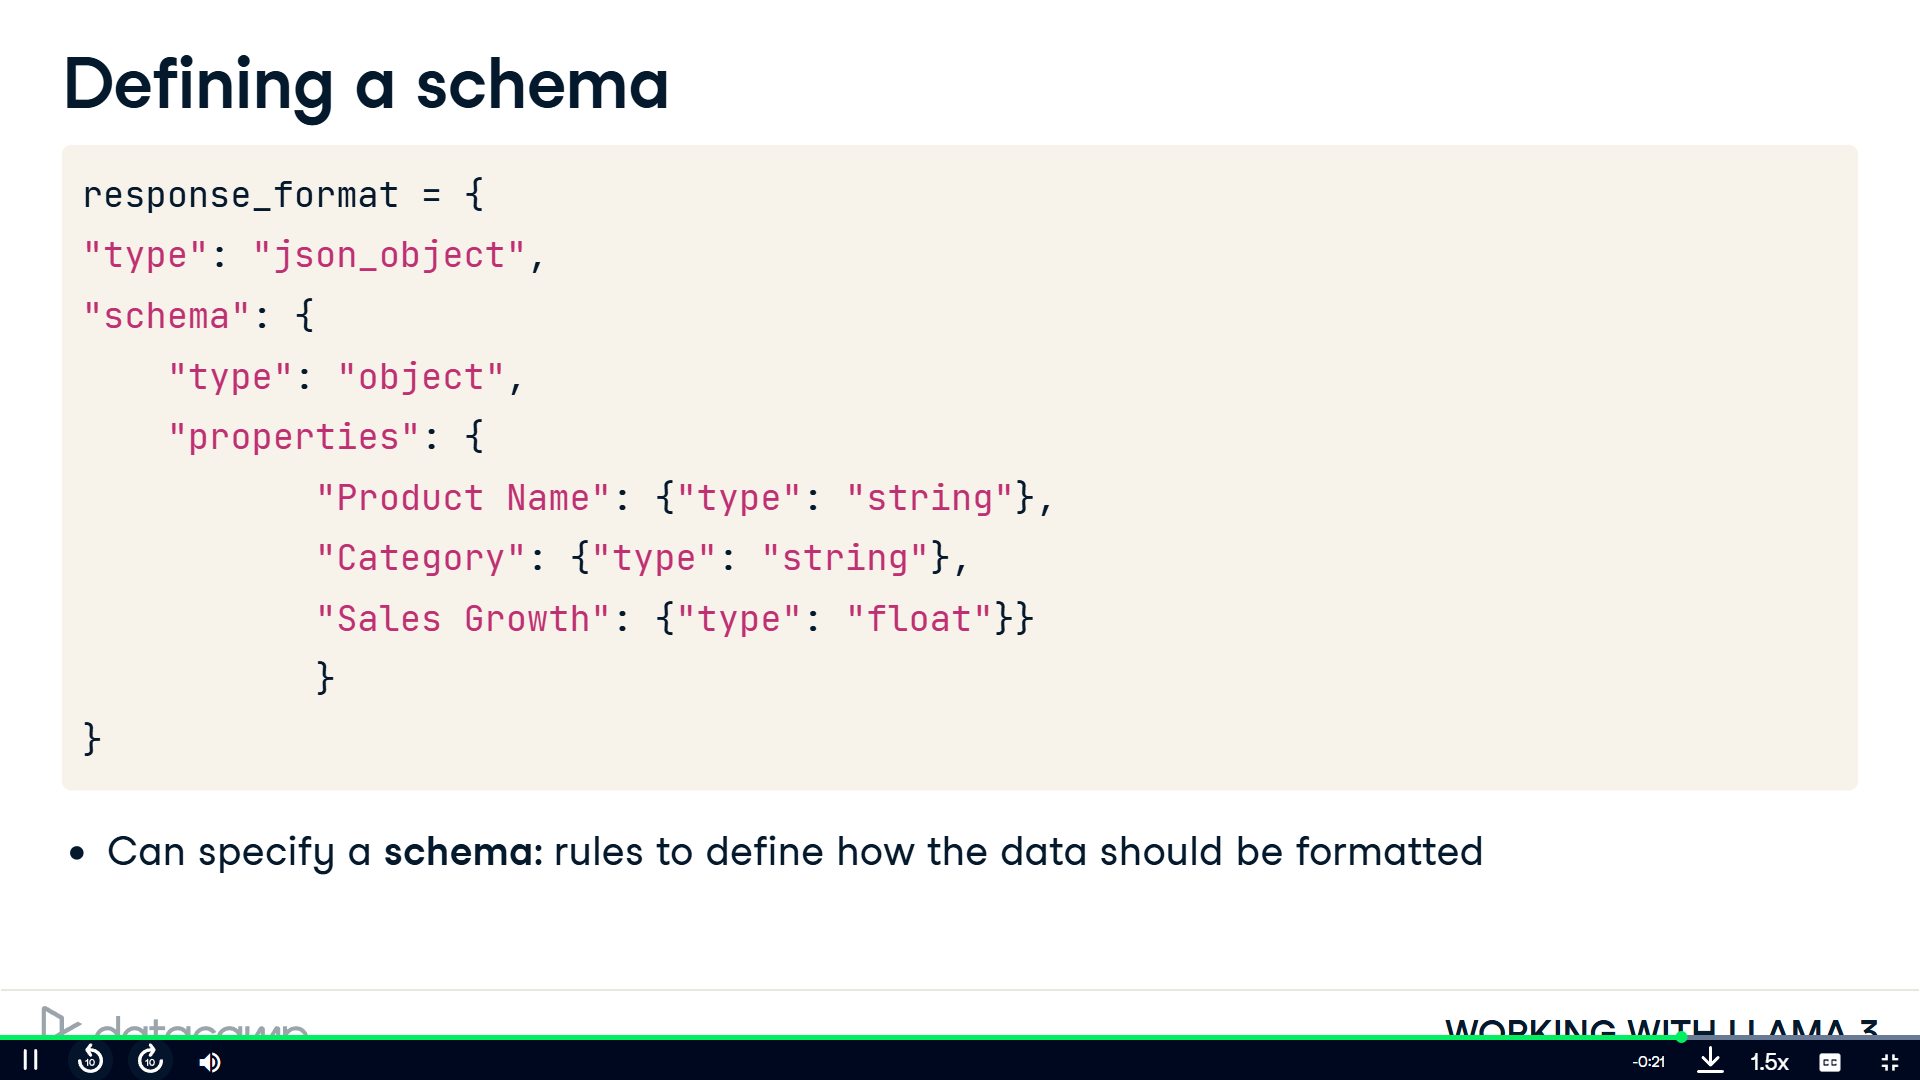 Defining a schema
response_format = {
"type": "json_object",
"schema": {
    "type": "object",
    "properties": {
           "Product Name": {"type": "string"},
           "Category": {"type": "string"},
           "Sales Growth": {"type": "float"}}
           }
}
• Can specify a schema: rules to define how the data should be formatted
datacamp
WORKING WITH LLAMA 3
10 10 -0:21 1.5x CC